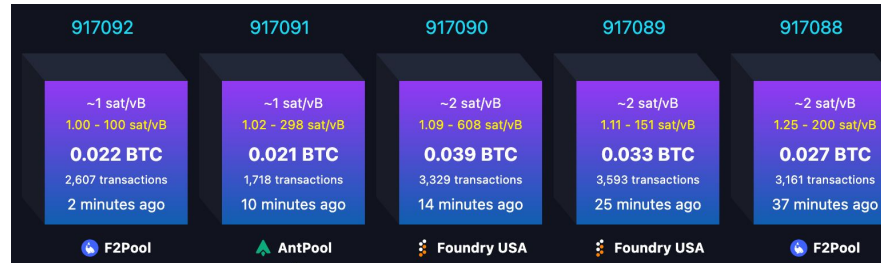 917092
~1 sat/vB
1.00 - 100 sat/vB
0.022 BTC
2,607 transactions
2 minutes ago
F2Pool
917091
~1 sat/vB
1.02 - 298 sat/vB
0.021 BTC
1,718 transactions
10 minutes ago
AntPool
917090
~2 sat/vB
1.09 - 608 sat/vB
0.039 BTC
3,329 transactions
14 minutes ago
Foundry USA
917089
~2 sat/vB
1.11 - 151 sat/vB
0.033 BTC
3,593 transactions
25 minutes ago
Foundry USA
917088
~2 sat/vB
1.25 - 200 sat/vB
0.027 BTC
3,161 transactions
37 minutes ago
F2Pool